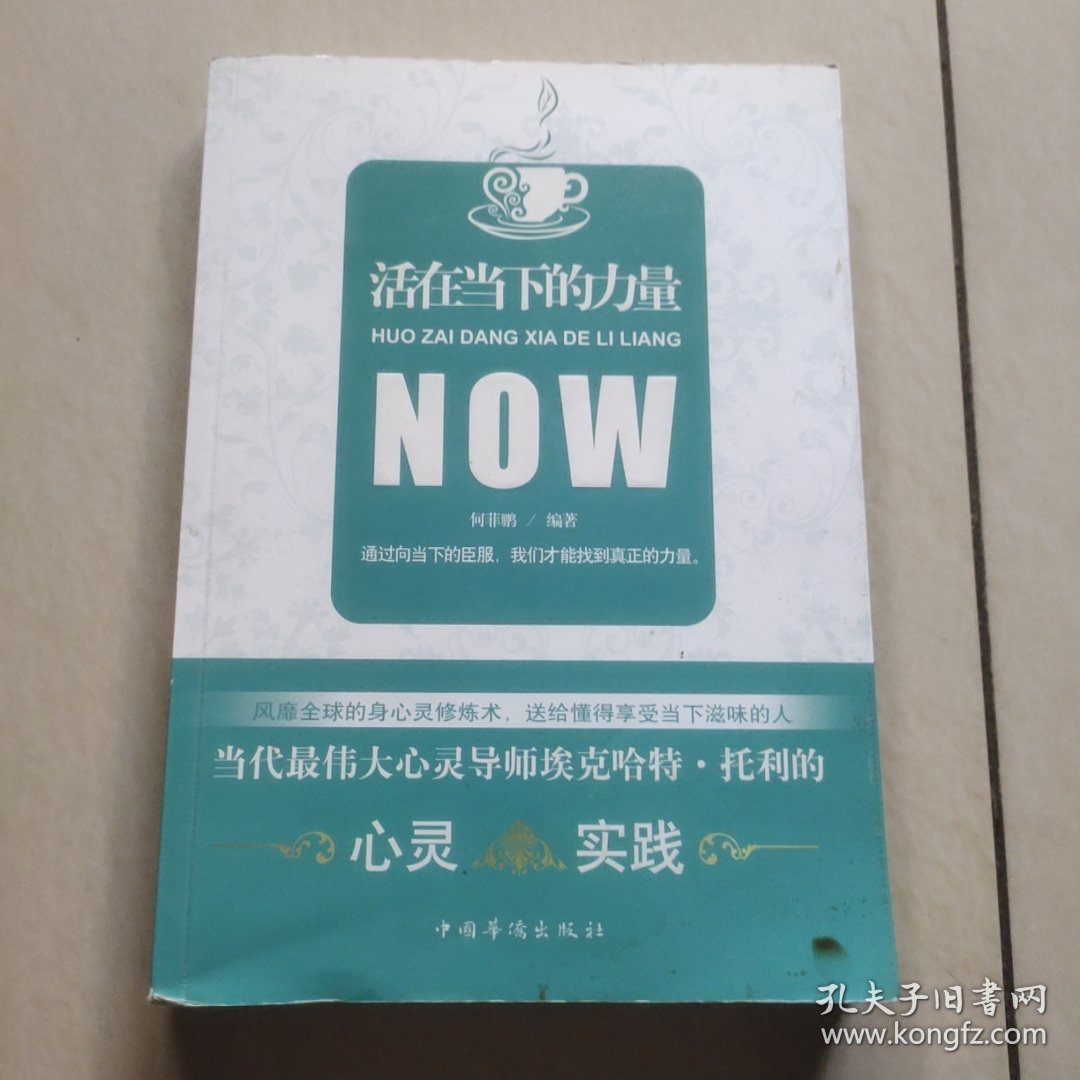 活在当下的力量
HUO ZAI DANG XIA DE LI LIANG
NOW
何菲鹏 / 编著
通过向当下的臣服，我们才能找到真正的力量。
风靡全球的身心灵修炼术，送给懂得享受当下滋味的人
当代最伟大心灵导师埃克哈特·托利的
心灵 实践
中国华侨出版社
孔夫子旧書网
www.kongfz.com